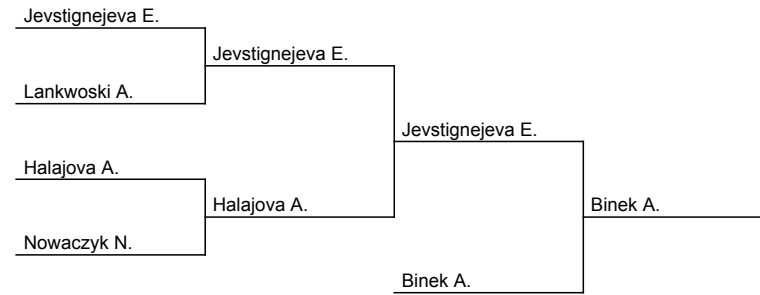 Jevstignejeva E.
Jevstignejeva E.
Lankwoski A.
Jevstignejeva E.
Halajova A.
Halajova A.
Binek A.
Nowaczyk N.
Binek A.